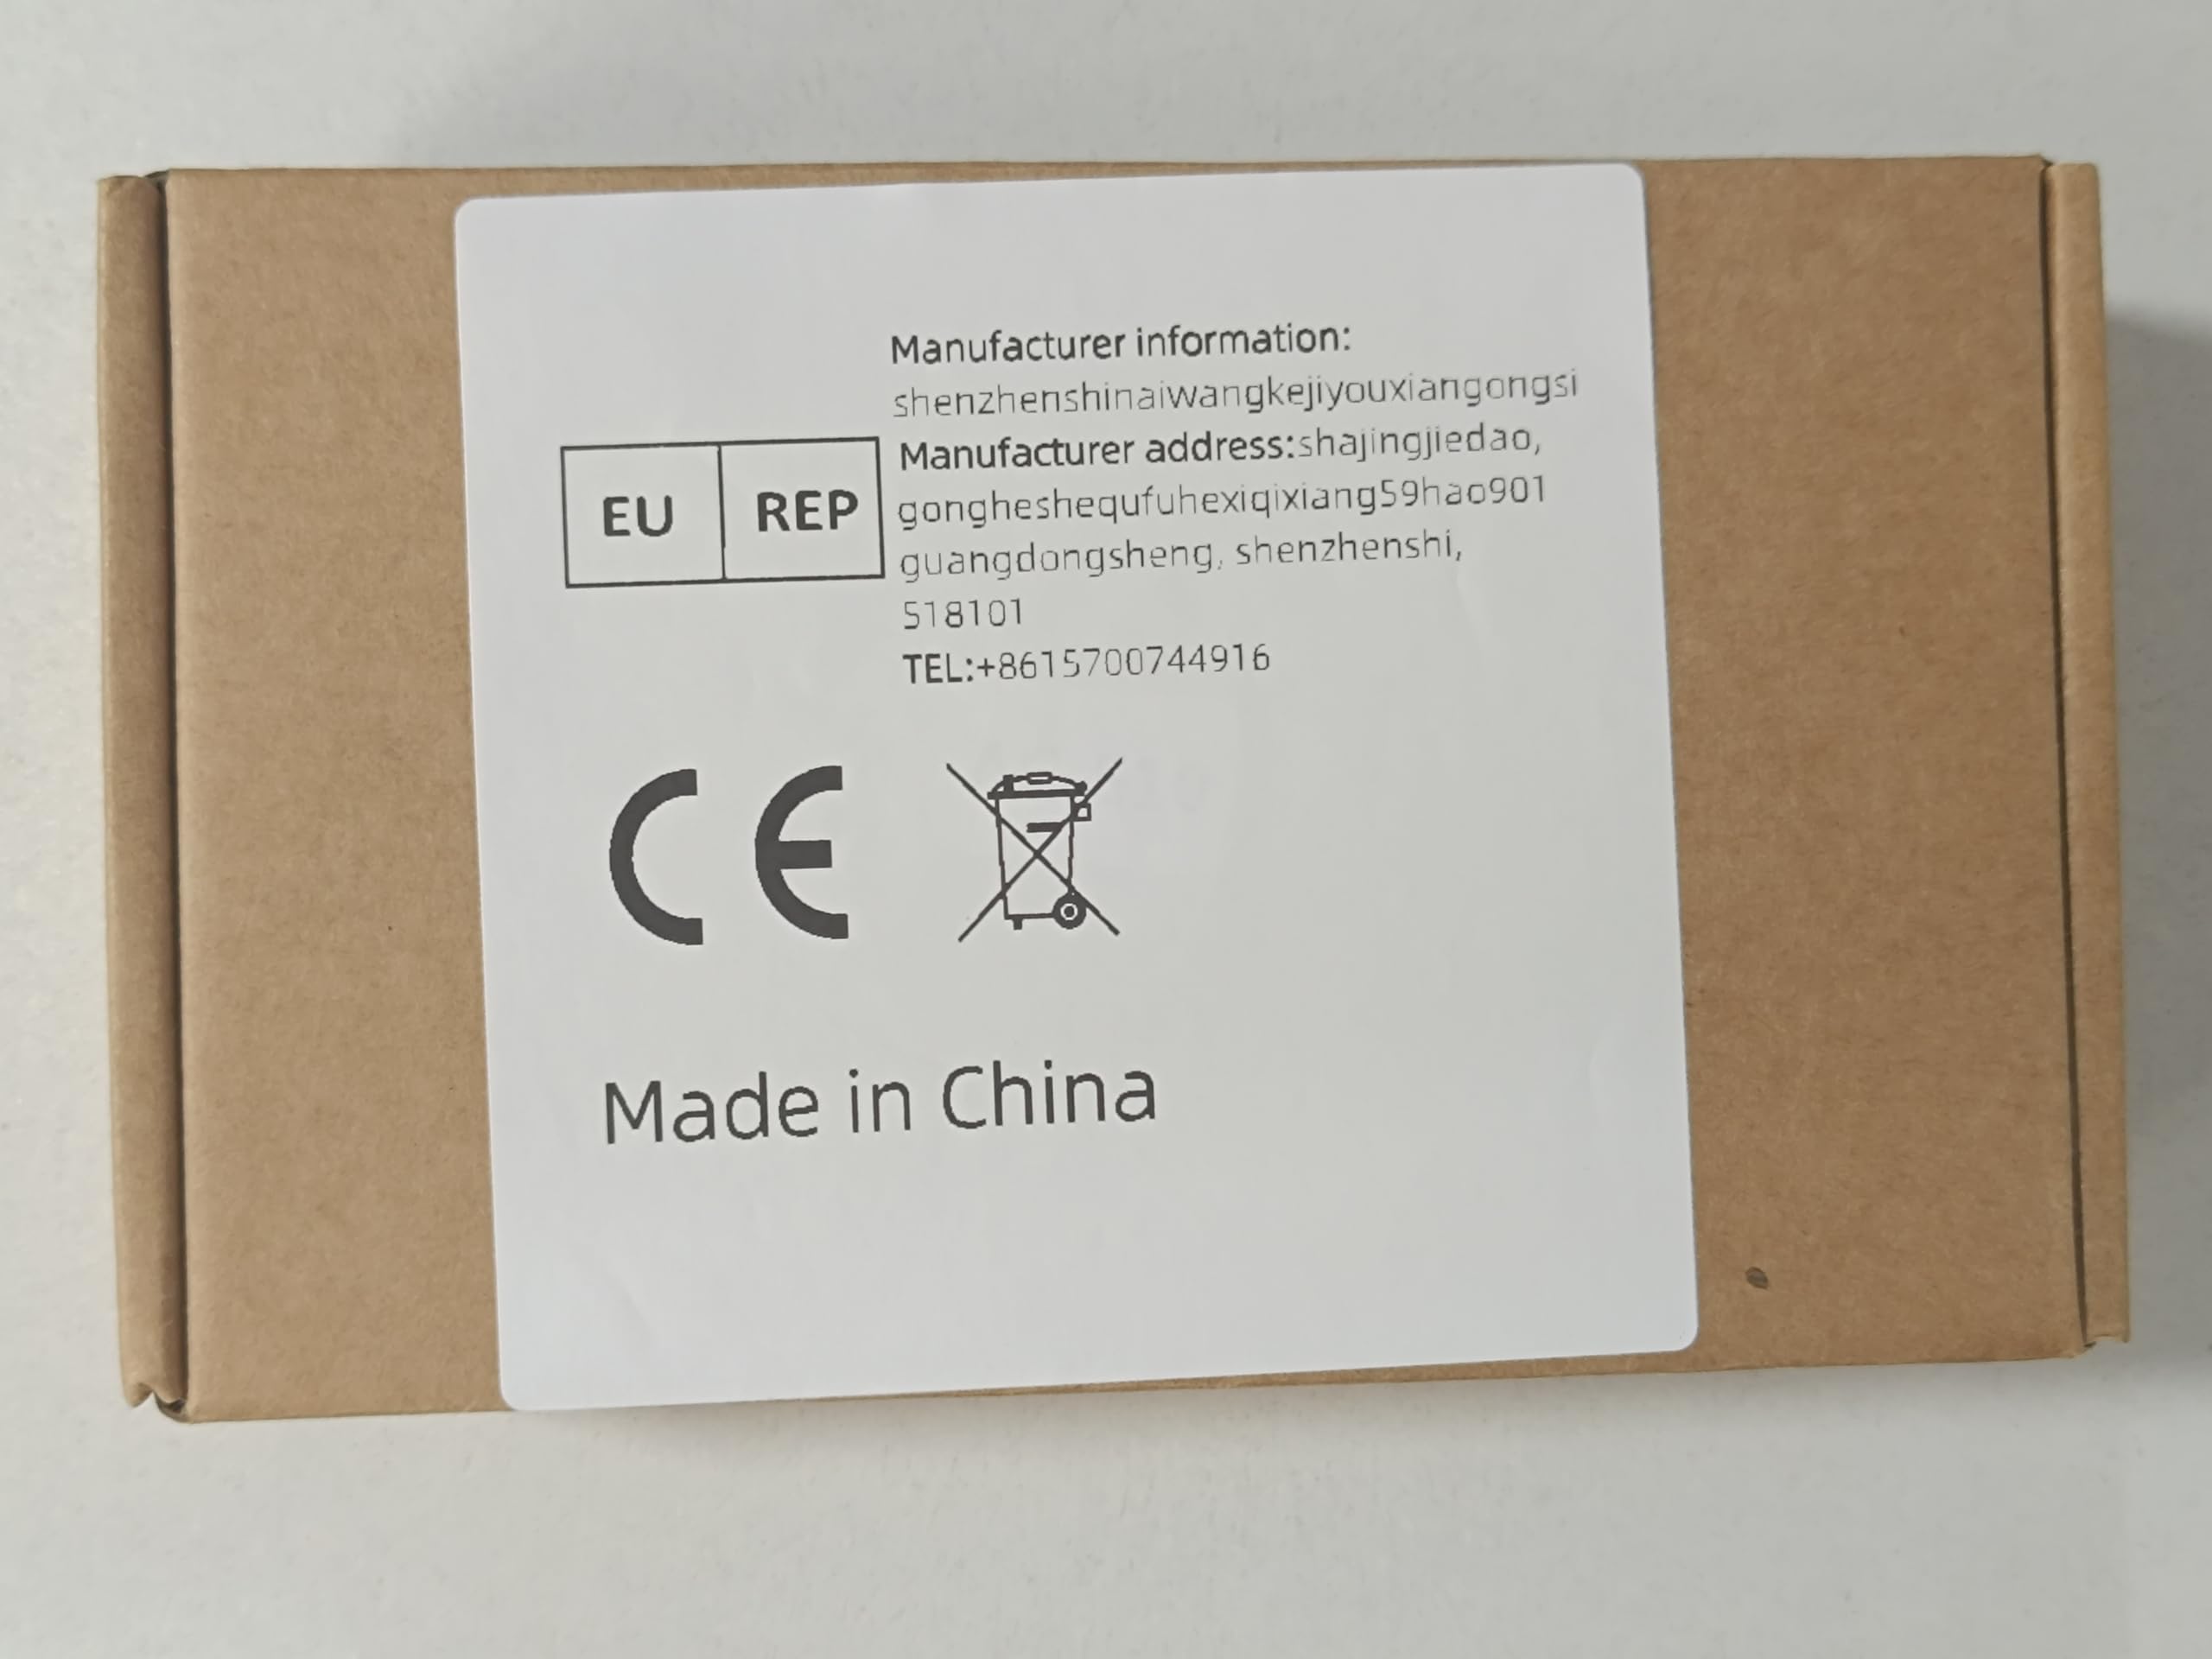 Manufacturer information:
shenzhenshinaiwangkejiyouxiangongsi
Manufacturer address:shajingjiedao,
gongheshequfuhexiqixiang59hao901
guangdongsheng, shenzhenshi,
518101
TEL:+8615700744916
EU REP
CE
Made in China